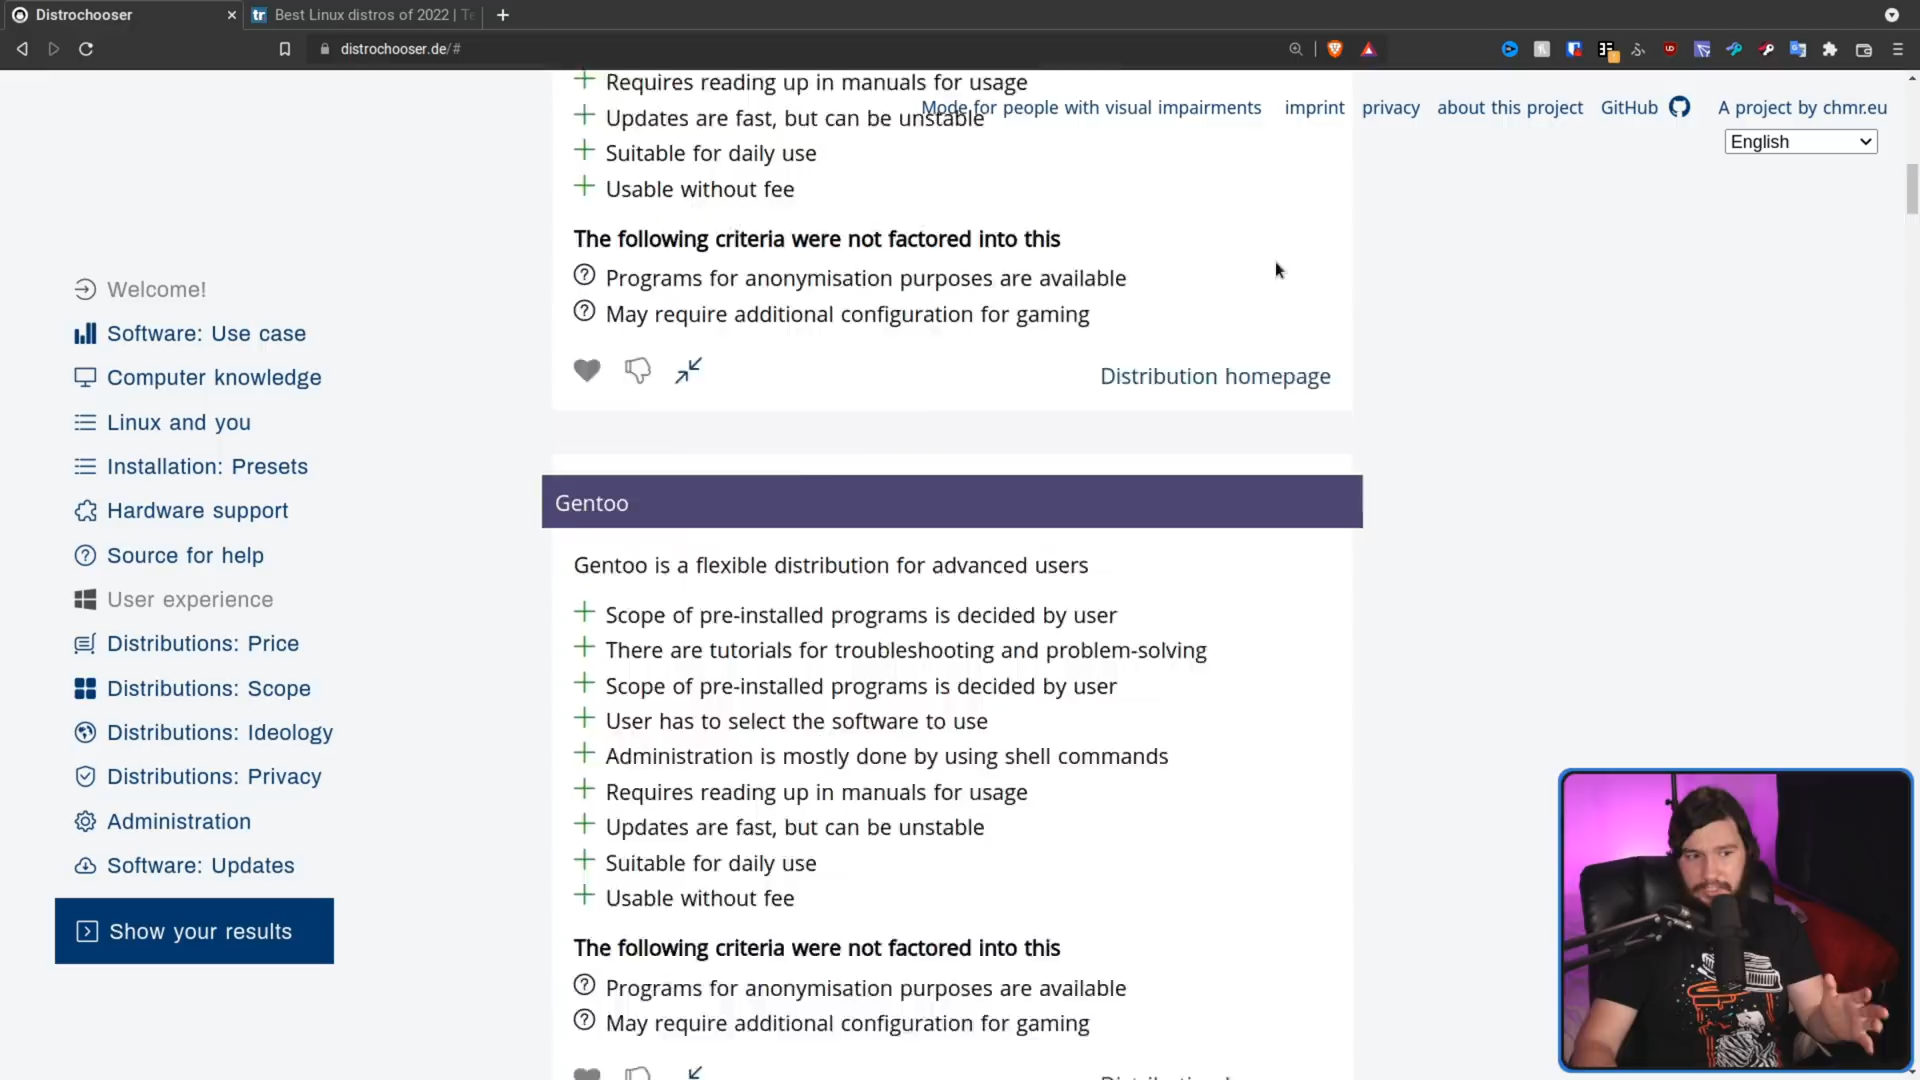 Distrochooser
tr Best Linux distros of 2022 | Te
distrochooser.de/#
Requires reading up in manuals for usage
Mode for people with visual impairments
imprint
privacy
about this project
GitHub
A project by chmr.eu
Updates are fast, but can be unstable
English
Suitable for daily use
Usable without fee
The following criteria were not factored into this
Programs for anonymisation purposes are available
May require additional configuration for gaming
Distribution homepage
Welcome!
Software: Use case
Computer knowledge
Linux and you
Installation: Presets
Hardware support
Source for help
User experience
Distributions: Price
Distributions: Scope
Distributions: Ideology
Distributions: Privacy
Administration
Software: Updates
Show your results
Gentoo
Gentoo is a flexible distribution for advanced users
Scope of pre-installed programs is decided by user
There are tutorials for troubleshooting and problem-solving
Scope of pre-installed programs is decided by user
User has to select the software to use
Administration is mostly done by using shell commands
Requires reading up in manuals for usage
Updates are fast, but can be unstable
Suitable for daily use
Usable without fee
The following criteria were not factored into this
Programs for anonymisation purposes are available
May require additional configuration for gaming